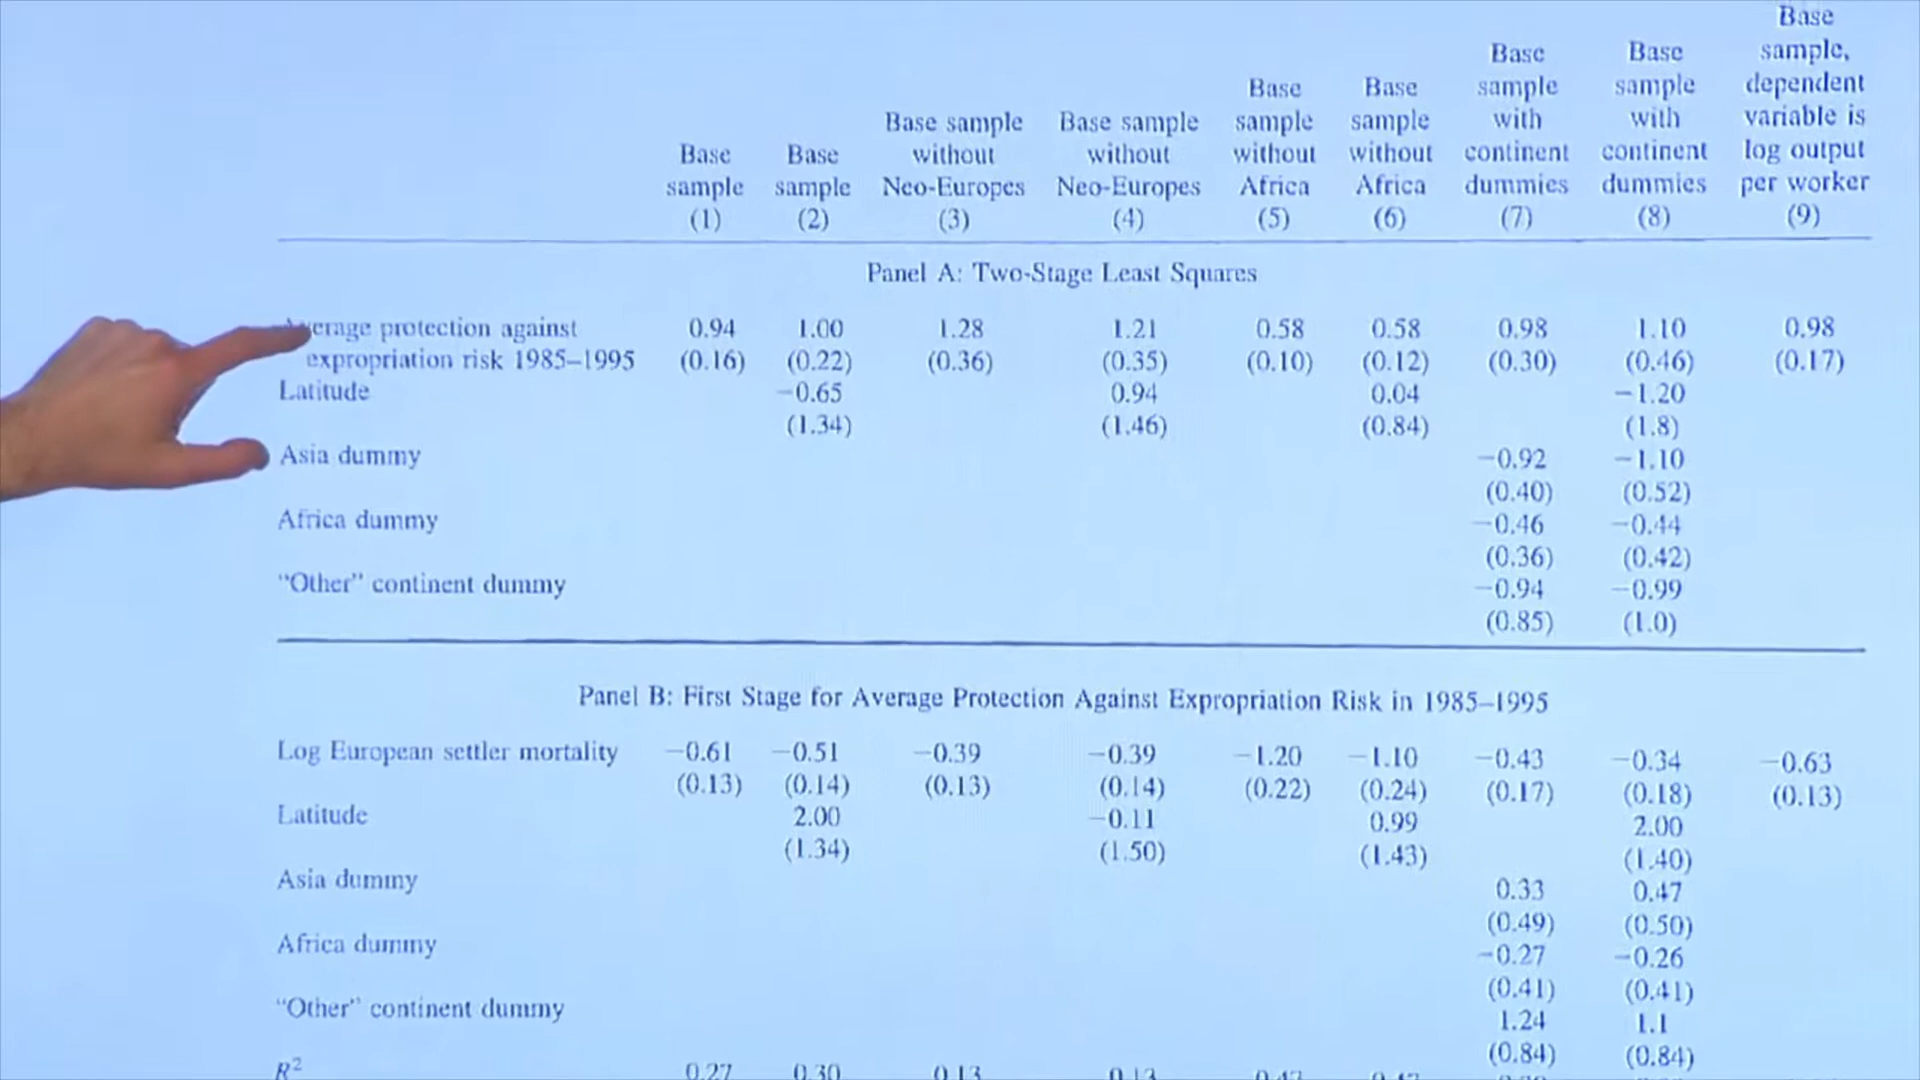 Base sample (1)
Base sample (2)
Base sample without Neo-Europes (3)
Base sample without Neo-Europes (4)
Base sample without Africa (5)
Base sample without Africa (6)
Base sample with continent dummies (7)
Base sample with continent dummies (8)
Base sample, dependent variable is log output per worker (9)
Panel A: Two-Stage Least Squares
Average protection against 0.94 1.00 1.28 1.21 0.58 0.58 0.98 1.10 0.98
expropriation risk 1985–1995 (0.16) (0.22) (0.36) (0.35) (0.10) (0.12) (0.30) (0.46) (0.17)
Latitude −0.65 0.94 0.04 −1.20
(1.34) (1.46) (0.84) (1.8)
Asia dummy −0.92 −1.10
(0.40) (0.52)
Africa dummy −0.46 −0.44
(0.36) (0.42)
“Other” continent dummy −0.94 −0.99
(0.85) (1.0)
Panel B: First Stage for Average Protection Against Expropriation Risk in 1985–1995
Log European settler mortality −0.61 −0.51 −0.39 −0.39 −1.20 −1.10 −0.43 −0.34 −0.63
(0.13) (0.14) (0.13) (0.14) (0.22) (0.24) (0.17) (0.18) (0.13)
Latitude 2.00 −0.11 0.99 2.00
(1.34) (1.50) (1.43) (1.40)
Asia dummy 0.33 0.47
(0.49) (0.50)
Africa dummy −0.27 −0.26
(0.41) (0.41)
“Other” continent dummy 1.24 1.1
(0.84) (0.84)
R² 0.27 0.30 0.13 0.13